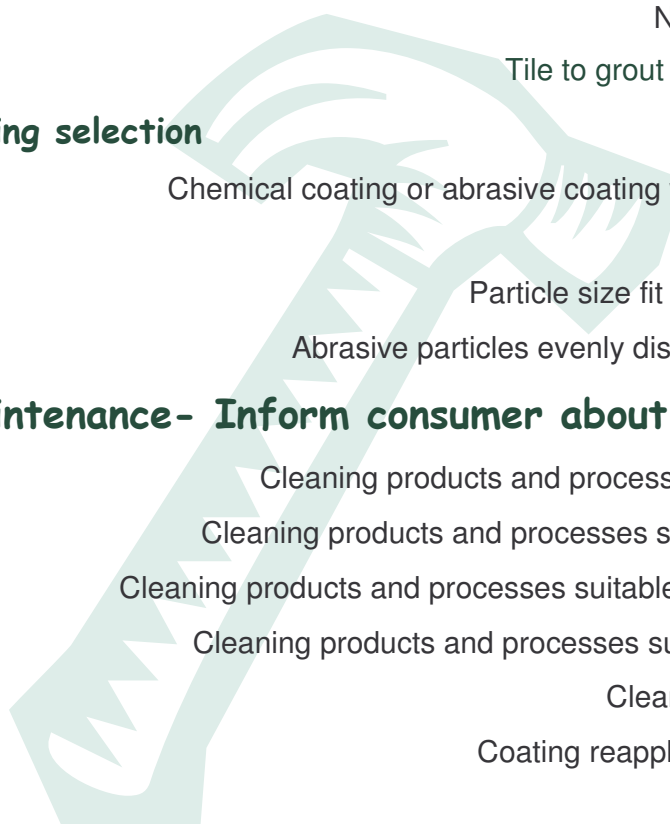 Tile to grout
ing selection
Chemical coating or abrasive coating
Particle size fit
Abrasive particles evenly dis
intenance- Inform consumer about
Cleaning products and process
Cleaning products and processes s
Cleaning products and processes suitable
Cleaning products and processes su
Clea
Coating reappl